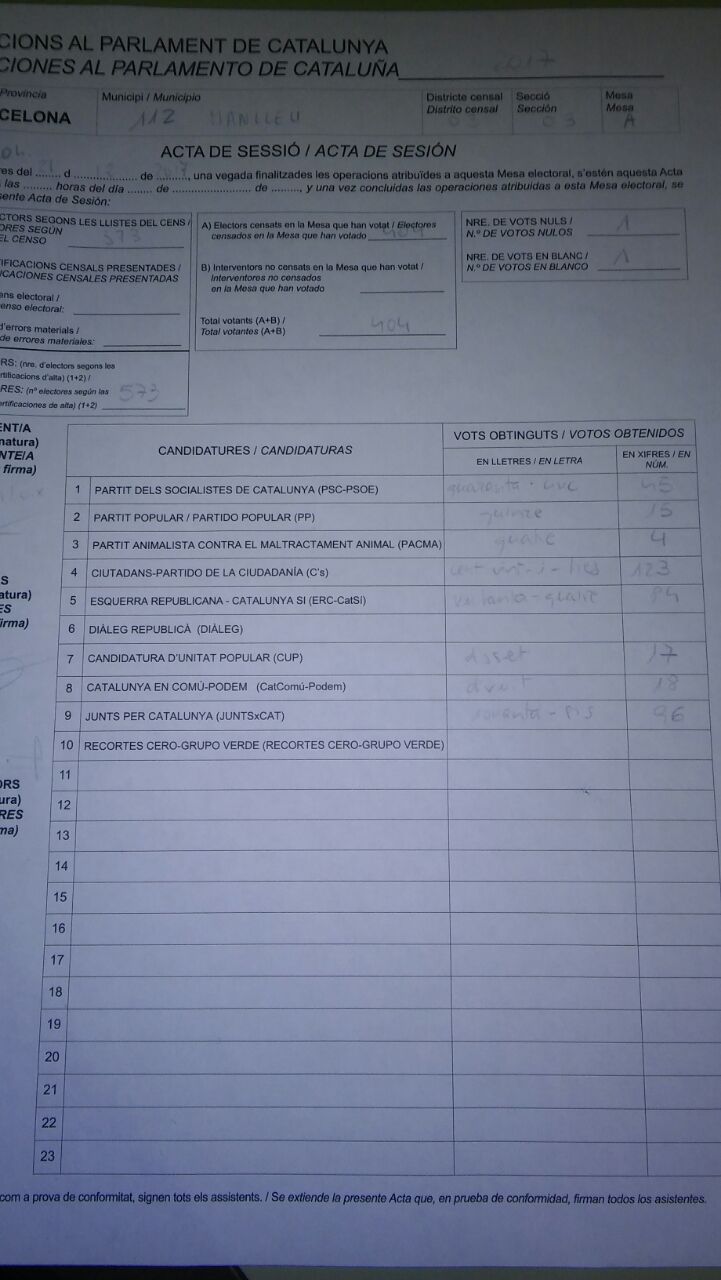 CIONS AL PARLAMENT DE CATALUNYA
CIONES AL PARLAMENTO DE CATALUÑA 2017
Provincia Municipi / Municipio Districte censal Secció Mesa
Distrito censal Sección Mesa
CELONA 112 MANLLEU 03 A
ACTA DE SESSIÓ / ACTA DE SESIÓN
res del ........ d .................... de ........, una vegada finalitzades les operacions atribuïdes a aquesta Mesa electoral, s'estén aquesta Acta
las ......... horas del día ....... de ........................ de ........., y una vez concluidas las operaciones atribuidas a esta Mesa electoral, se
sente Acta de Sesión:
CTORS SEGONS LES LLISTES DEL CENS /
ORES SEGÚN
EL CENSO 573
IFICACIONS CENSALS PRESENTADES /
ICACIONES CENSALES PRESENTADAS
ens electoral /
enso electoral:
d'errors materials /
de errores materiales:
RS: (nre. d'electors segons les
rtificacions d'alta) (1+2) /
RES: (nº electores según las
ertificaciones de alta) (1+2) 573
A) Electors censats en la Mesa que han votat / Electores
censados en la Mesa que han votado 404
B) Interventors no censats en la Mesa que han votat /
Interventores no censados
en la Mesa que han votado
Total votants (A+B) /
Total votantes (A+B) 404
NRE. DE VOTS NULS /
N.º DE VOTOS NULOS 1
NRE. DE VOTS EN BLANC /
N.º DE VOTOS EN BLANCO 1
ENT/A
natura)
NTE/A
firma)
S
atura)
ES
firma)
ORS
ura)
RES
ma)
CANDIDATURES / CANDIDATURAS VOTS OBTINGUTS / VOTOS OBTENIDOS
EN LLETRES / EN LETRA EN XIFRES / EN NÚM.
1 PARTIT DELS SOCIALISTES DE CATALUNYA (PSC-PSOE) quaranta-cinc 45
2 PARTIT POPULAR / PARTIDO POPULAR (PP) quinze 15
3 PARTIT ANIMALISTA CONTRA EL MALTRACTAMENT ANIMAL (PACMA) quatre 4
4 CIUTADANS-PARTIDO DE LA CIUDADANÍA (C's) cent vint-i-tres 123
5 ESQUERRA REPUBLICANA - CATALUNYA SI (ERC-CatSí) vuitanta-quatre 84
6 DIÀLEG REPUBLICÀ (DIÀLEG)
7 CANDIDATURA D'UNITAT POPULAR (CUP) disset 17
8 CATALUNYA EN COMÚ-PODEM (CatComú-Podem) divuit 18
9 JUNTS PER CATALUNYA (JUNTSxCAT) noranta-sis 96
10 RECORTES CERO-GRUPO VERDE (RECORTES CERO-GRUPO VERDE)
11
12
13
14
15
16
17
18
19
20
21
22
23
com a prova de conformitat, signen tots els assistents. / Se extiende la presente Acta que, en prueba de conformidad, firman todos los asistentes.